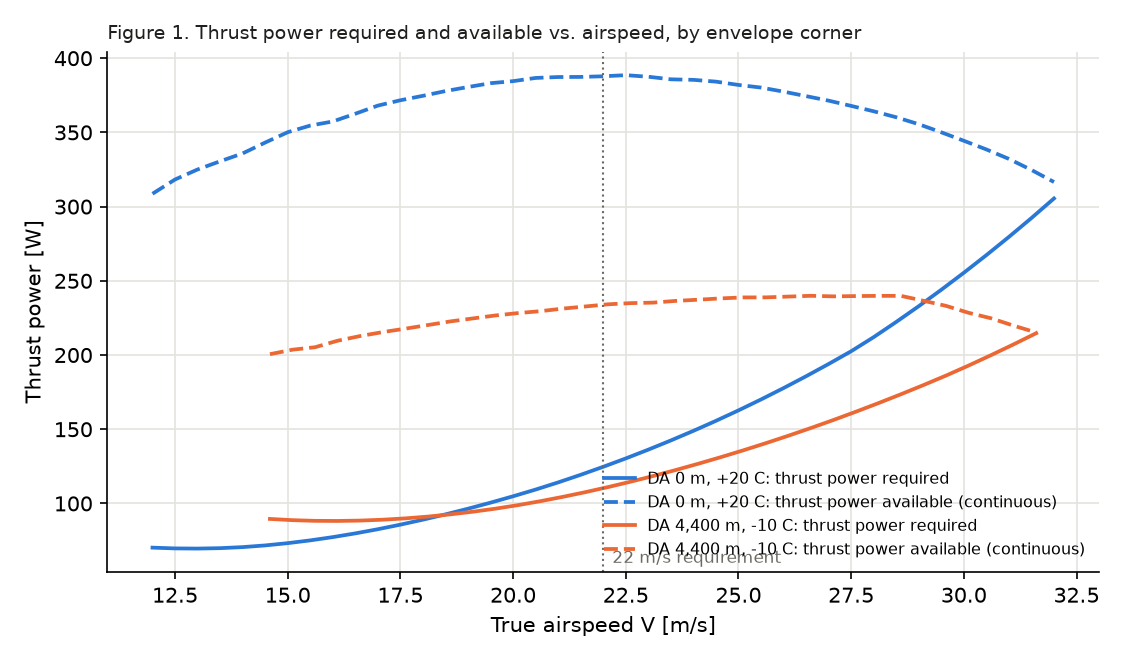 Figure 1. Thrust power required and available vs. airspeed, by envelope corner
Thrust power [W]
400
350
300
250
200
150
100
DA 0 m, +20 C: thrust power required
DA 0 m, +20 C: thrust power available (continuous)
DA 4,400 m, -10 C: thrust power required
DA 4,400 m, -10 C: thrust power available (continuous)
22 m/s requirement
12.5 15.0 17.5 20.0 22.5 25.0 27.5 30.0 32.5
True airspeed V [m/s]